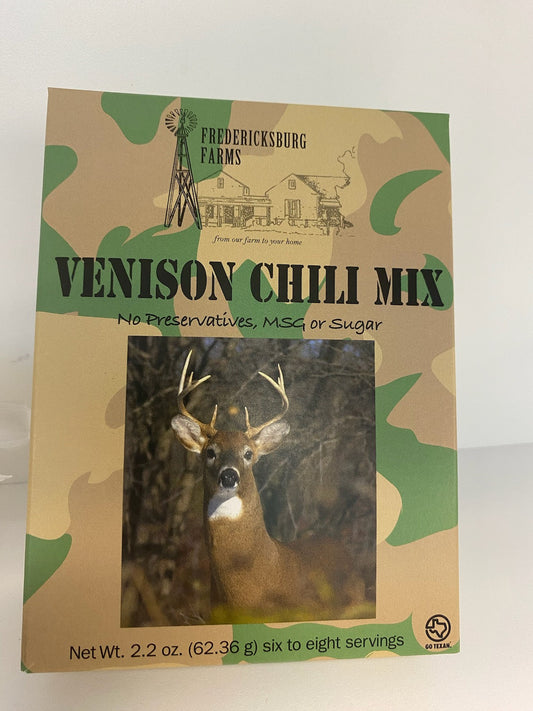 FREDERICKSBURG
FARMS
from our farm to your home
VENISON CHILI MIX
No Preservatives, MSG or Sugar
Net Wt. 2.2 oz. (62.36 g) six to eight servings
GO TEXAN.